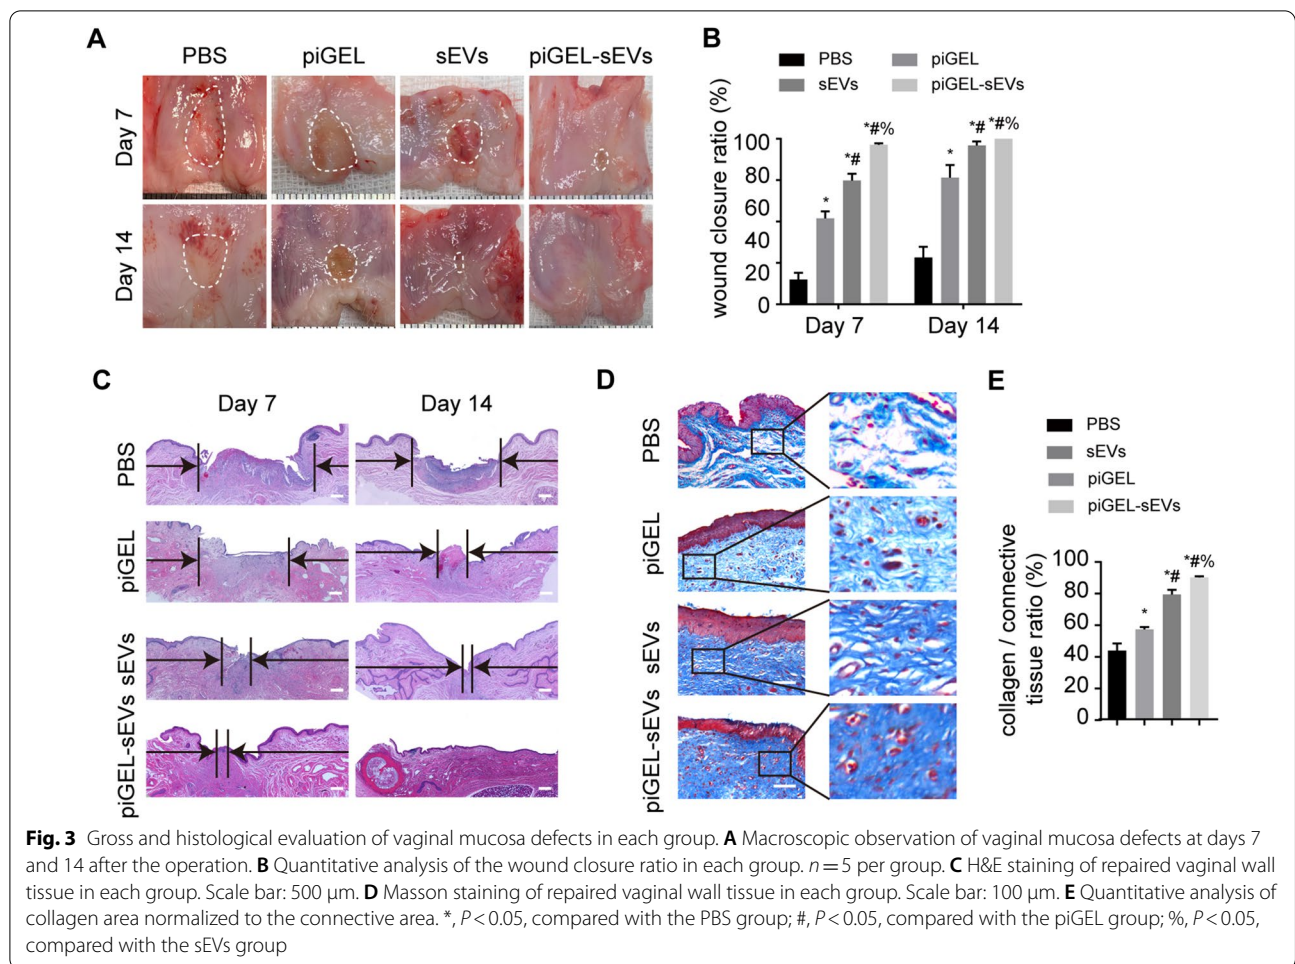 A
PBS
piGEL
sEVs
piGEL-sEVs
Day 7
Day 14
B
PBS
piGEL
sEVs
piGEL-sEVs
wound closure ratio (%)
100
80
60
40
20
0
*
*#
*#%
*
*#
*#%
Day 7
Day 14
C
Day 7
Day 14
PBS
piGEL
sEVs
piGEL-sEVs
D
PBS
piGEL
sEVs
piGEL-sEVs
E
PBS
sEVs
piGEL
piGEL-sEVs
collagen / connective
tissue ratio (%)
100
80
60
40
20
0
*
*#
*#%
Fig. 3 Gross and histological evaluation of vaginal mucosa defects in each group. A Macroscopic observation of vaginal mucosa defects at days 7
and 14 after the operation. B Quantitative analysis of the wound closure ratio in each group. n = 5 per group. C H&E staining of repaired vaginal wall
tissue in each group. Scale bar: 500 μm. D Masson staining of repaired vaginal wall tissue in each group. Scale bar: 100 μm. E Quantitative analysis of
collagen area normalized to the connective area. *, P < 0.05, compared with the PBS group; #, P < 0.05, compared with the piGEL group; %, P < 0.05,
compared with the sEVs group